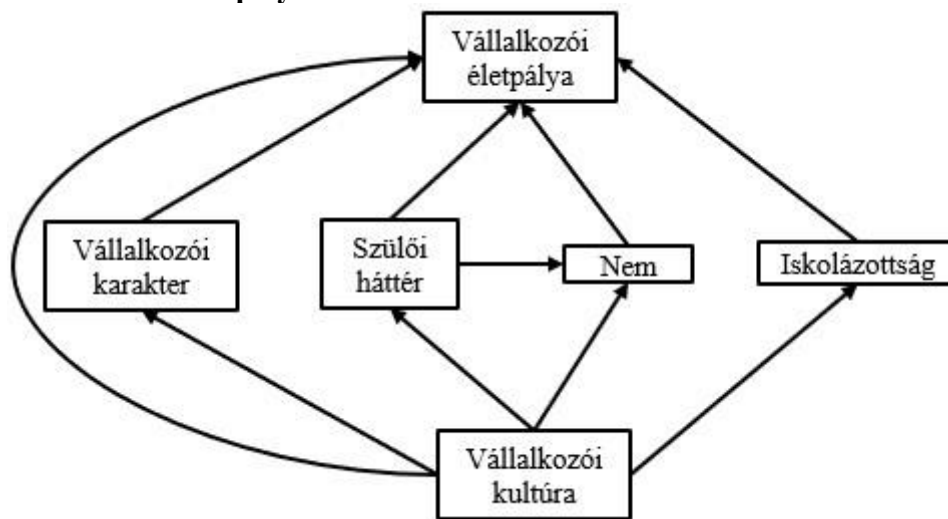 Vállalkozói
életpálya
Vállalkozói
karakter
Szülői
háttér
Nem
Iskolázottság
Vállalkozói
kultúra